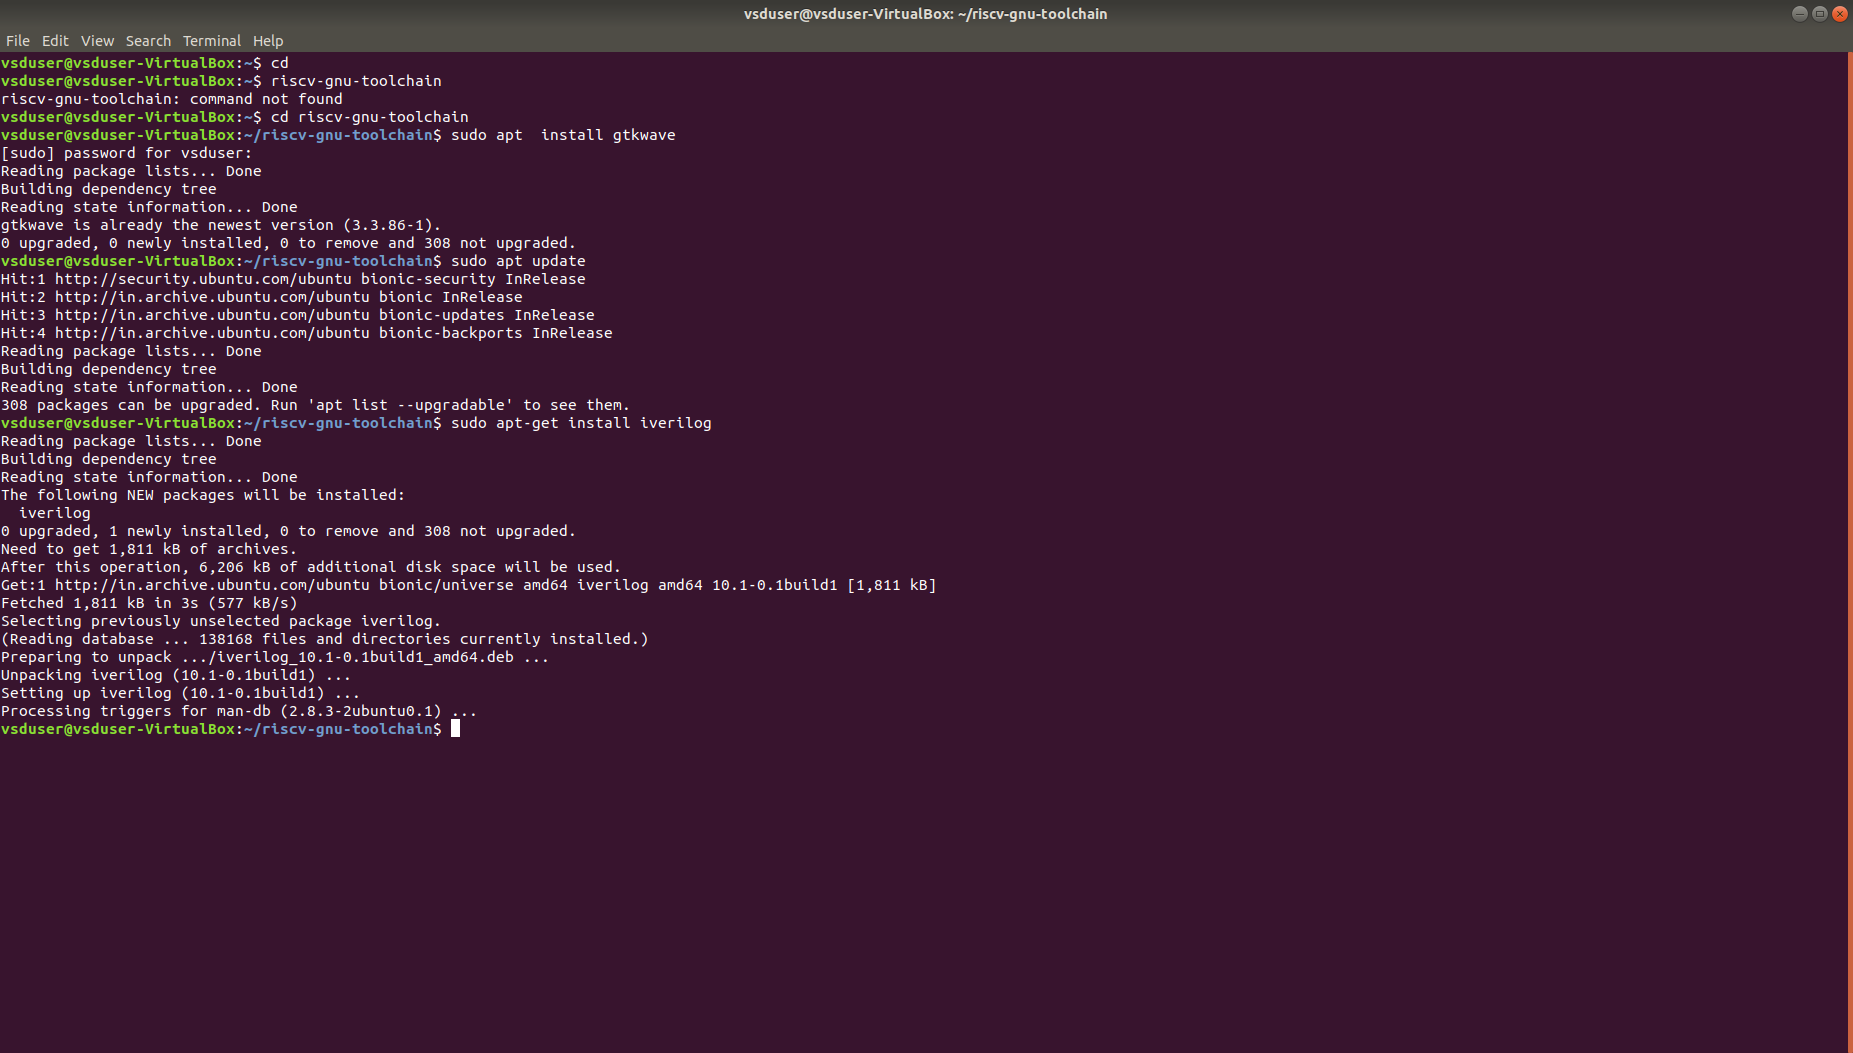 vsduser@vsduser-VirtualBox: ~/riscv-gnu-toolchain
File Edit View Search Terminal Help
vsduser@vsduser-VirtualBox:~$ cd
vsduser@vsduser-VirtualBox:~$ riscv-gnu-toolchain
riscv-gnu-toolchain: command not found
vsduser@vsduser-VirtualBox:~$ cd riscv-gnu-toolchain
vsduser@vsduser-VirtualBox:~/riscv-gnu-toolchain$ sudo apt  install gtkwave
[sudo] password for vsduser:
Reading package lists... Done
Building dependency tree
Reading state information... Done
gtkwave is already the newest version (3.3.86-1).
0 upgraded, 0 newly installed, 0 to remove and 308 not upgraded.
vsduser@vsduser-VirtualBox:~/riscv-gnu-toolchain$ sudo apt update
Hit:1 http://security.ubuntu.com/ubuntu bionic-security InRelease
Hit:2 http://in.archive.ubuntu.com/ubuntu bionic InRelease
Hit:3 http://in.archive.ubuntu.com/ubuntu bionic-updates InRelease
Hit:4 http://in.archive.ubuntu.com/ubuntu bionic-backports InRelease
Reading package lists... Done
Building dependency tree
Reading state information... Done
308 packages can be upgraded. Run 'apt list --upgradable' to see them.
vsduser@vsduser-VirtualBox:~/riscv-gnu-toolchain$ sudo apt-get install iverilog
Reading package lists... Done
Building dependency tree
Reading state information... Done
The following NEW packages will be installed:
  iverilog
0 upgraded, 1 newly installed, 0 to remove and 308 not upgraded.
Need to get 1,811 kB of archives.
After this operation, 6,206 kB of additional disk space will be used.
Get:1 http://in.archive.ubuntu.com/ubuntu bionic/universe amd64 iverilog amd64 10.1-0.1build1 [1,811 kB]
Fetched 1,811 kB in 3s (577 kB/s)
Selecting previously unselected package iverilog.
(Reading database ... 138168 files and directories currently installed.)
Preparing to unpack .../iverilog_10.1-0.1build1_amd64.deb ...
Unpacking iverilog (10.1-0.1build1) ...
Setting up iverilog (10.1-0.1build1) ...
Processing triggers for man-db (2.8.3-2ubuntu0.1) ...
vsduser@vsduser-VirtualBox:~/riscv-gnu-toolchain$